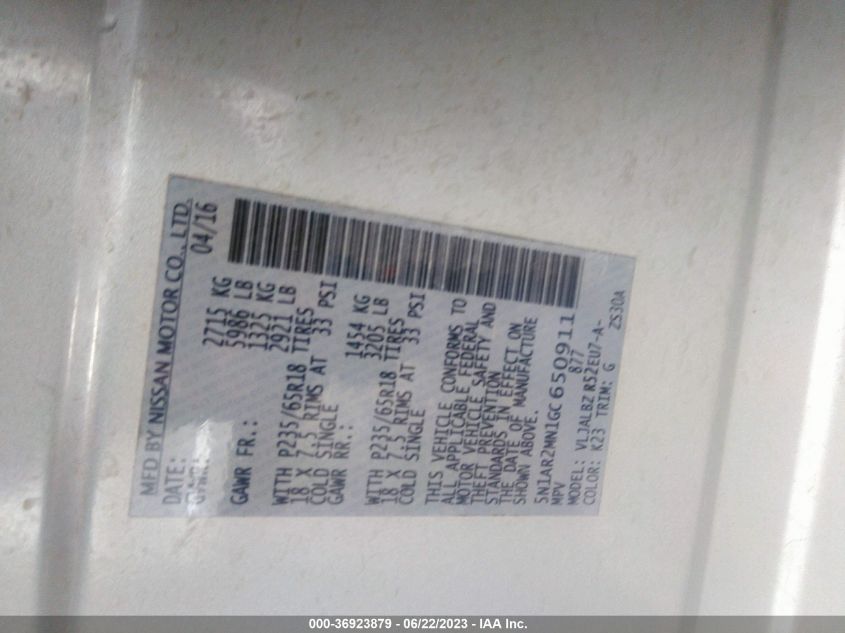 MFD BY NISSAN MOTOR CO., LTD.
DATE: 04/16
GVWR: 2715 KG
5986 LB
GAWR FR.: 1325 KG
2921 LB
WITH P235/65R18 TIRES
18 X 7.5 RIMS AT 33 PSI
COLD SINGLE
GAWR RR.: 1454 KG
3205 LB
WITH P235/65R18 TIRES
18 X 7.5 RIMS AT 33 PSI
COLD SINGLE
THIS VEHICLE CONFORMS TO
ALL APPLICABLE FEDERAL
MOTOR VEHICLE SAFETY AND
THEFT PREVENTION
STANDARDS IN EFFECT ON
THE DATE OF MANUFACTURE
SHOWN ABOVE.
5N1AR2MN1GC650911
MPV 877
MODEL: VLJALBZ R52EU7-A-
COLOR: K23 TRIM: G ZS30A
000-36923879 - 06/22/2023 - IAA Inc.